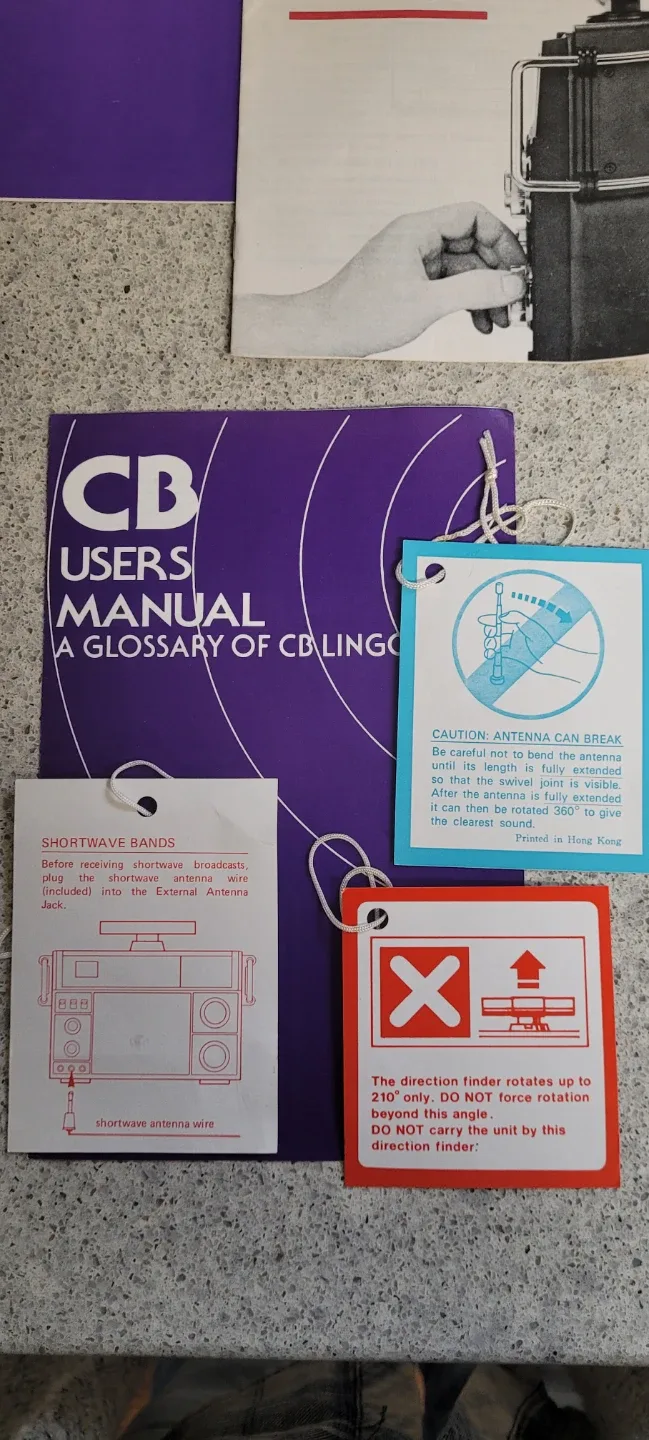 CB
USERS
MANUAL
A GLOSSARY OF CB LINGO
CAUTION: ANTENNA CAN BREAK
Be careful not to bend the antenna
until its length is fully extended
so that the swivel joint is visible.
After the antenna is fully extended
it can then be rotated 360° to give
the clearest sound.
Printed in Hong Kong
SHORTWAVE BANDS
Before receiving shortwave broadcasts,
plug the shortwave antenna wire
(included) into the External Antenna
Jack.
shortwave antenna wire
The direction finder rotates up to
210° only. DO NOT force rotation
beyond this angle.
DO NOT carry the unit by this
direction finder.